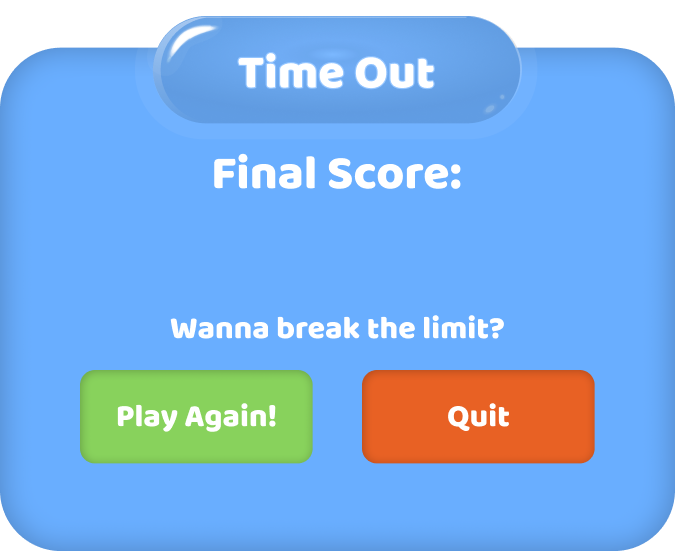 Time Out
Final Score:
Wanna break the limit?
Play Again!
Quit